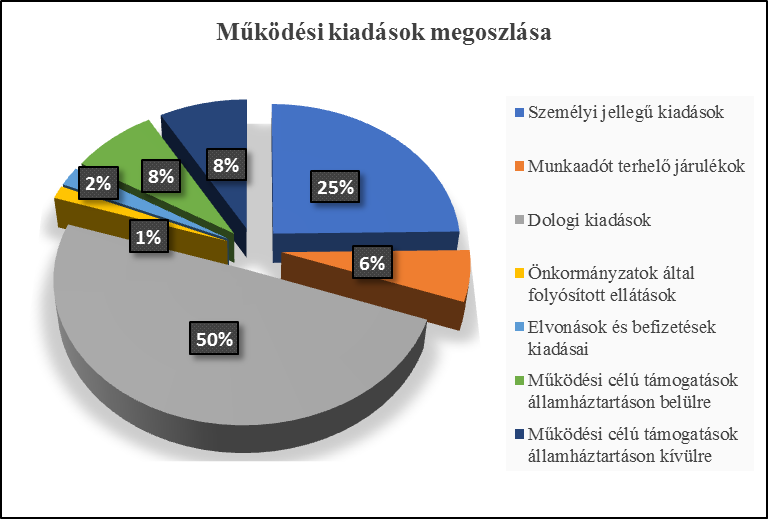 Működési kiadások megoszlása
25%
6%
50%
1%
2%
8%
8%
Személyi jellegű kiadások
Munkaadót terhelő járulékok
Dologi kiadások
Önkormányzatok által
folyósított ellátások
Elvonások és befizetések
kiadásai
Működési célú támogatások
államháztartáson belülre
Működési célú támogatások
államháztartáson kívülre